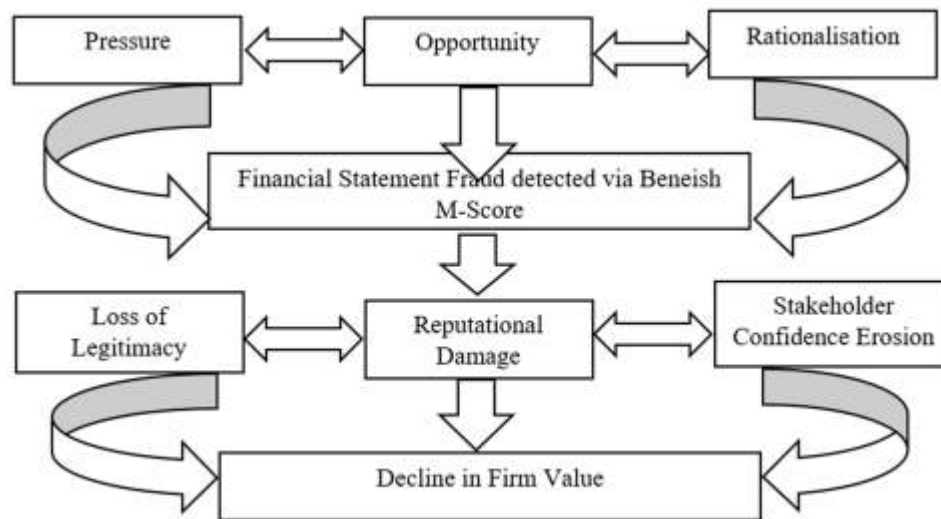 Pressure
Opportunity
Rationalisation
Financial Statement Fraud detected via Beneish
M-Score
Loss of
Legitimacy
Reputational
Damage
Stakeholder
Confidence Erosion
Decline in Firm Value